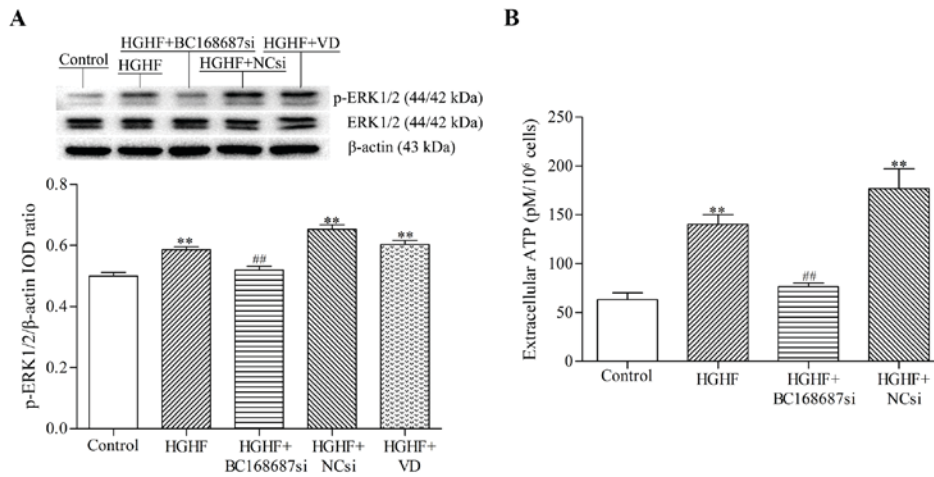 A
HGHF+BC168687si HGHF+VD
Control HGHF HGHF+NCsi
p-ERK1/2 (44/42 kDa)
ERK1/2 (44/42 kDa)
β-actin (43 kDa)
p-ERK1/2/β-actin IOD ratio
0.8
0.6
0.4
0.2
0.0
**
##
**
**
Control HGHF HGHF+ HGHF+ HGHF+
BC168687si NCsi VD
B
Extracellular ATP (pM/10⁶ cells)
250
200
150
100
50
0
**
##
**
Control HGHF HGHF+ HGHF+
BC168687si NCsi